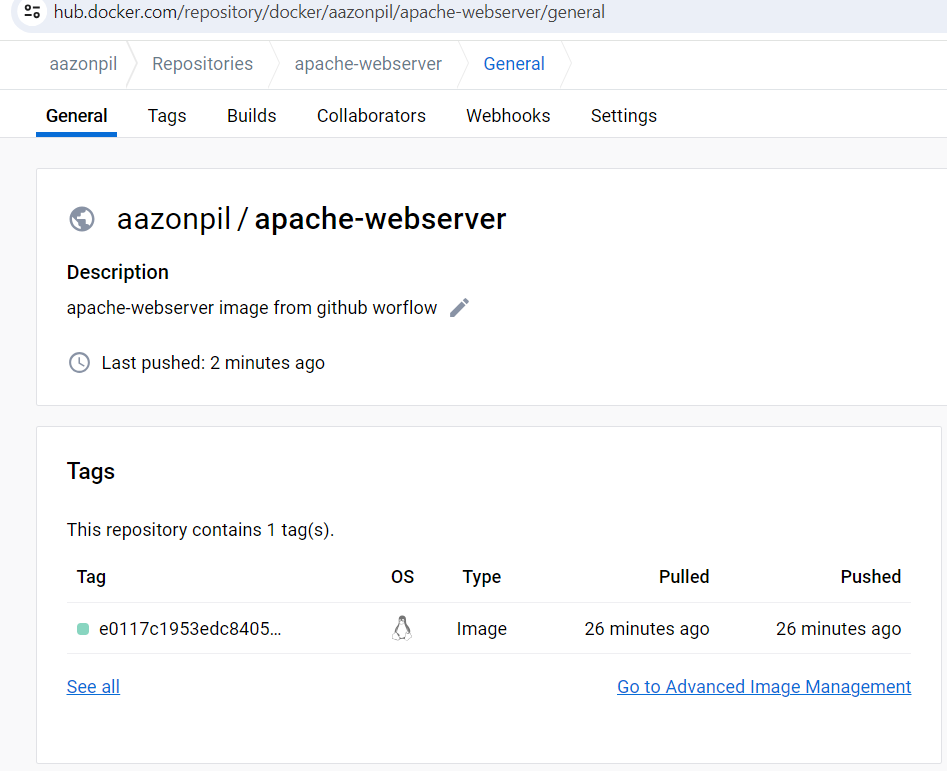 hub.docker.com/repository/docker/aazonpil/apache-webserver/general
aazonpil Repositories apache-webserver General
General Tags Builds Collaborators Webhooks Settings
aazonpil / apache-webserver
Description
apache-webserver image from github worflow
Last pushed: 2 minutes ago
Tags
This repository contains 1 tag(s).
Tag OS Type Pulled Pushed
e0117c1953edc8405... Image 26 minutes ago 26 minutes ago
See all Go to Advanced Image Management